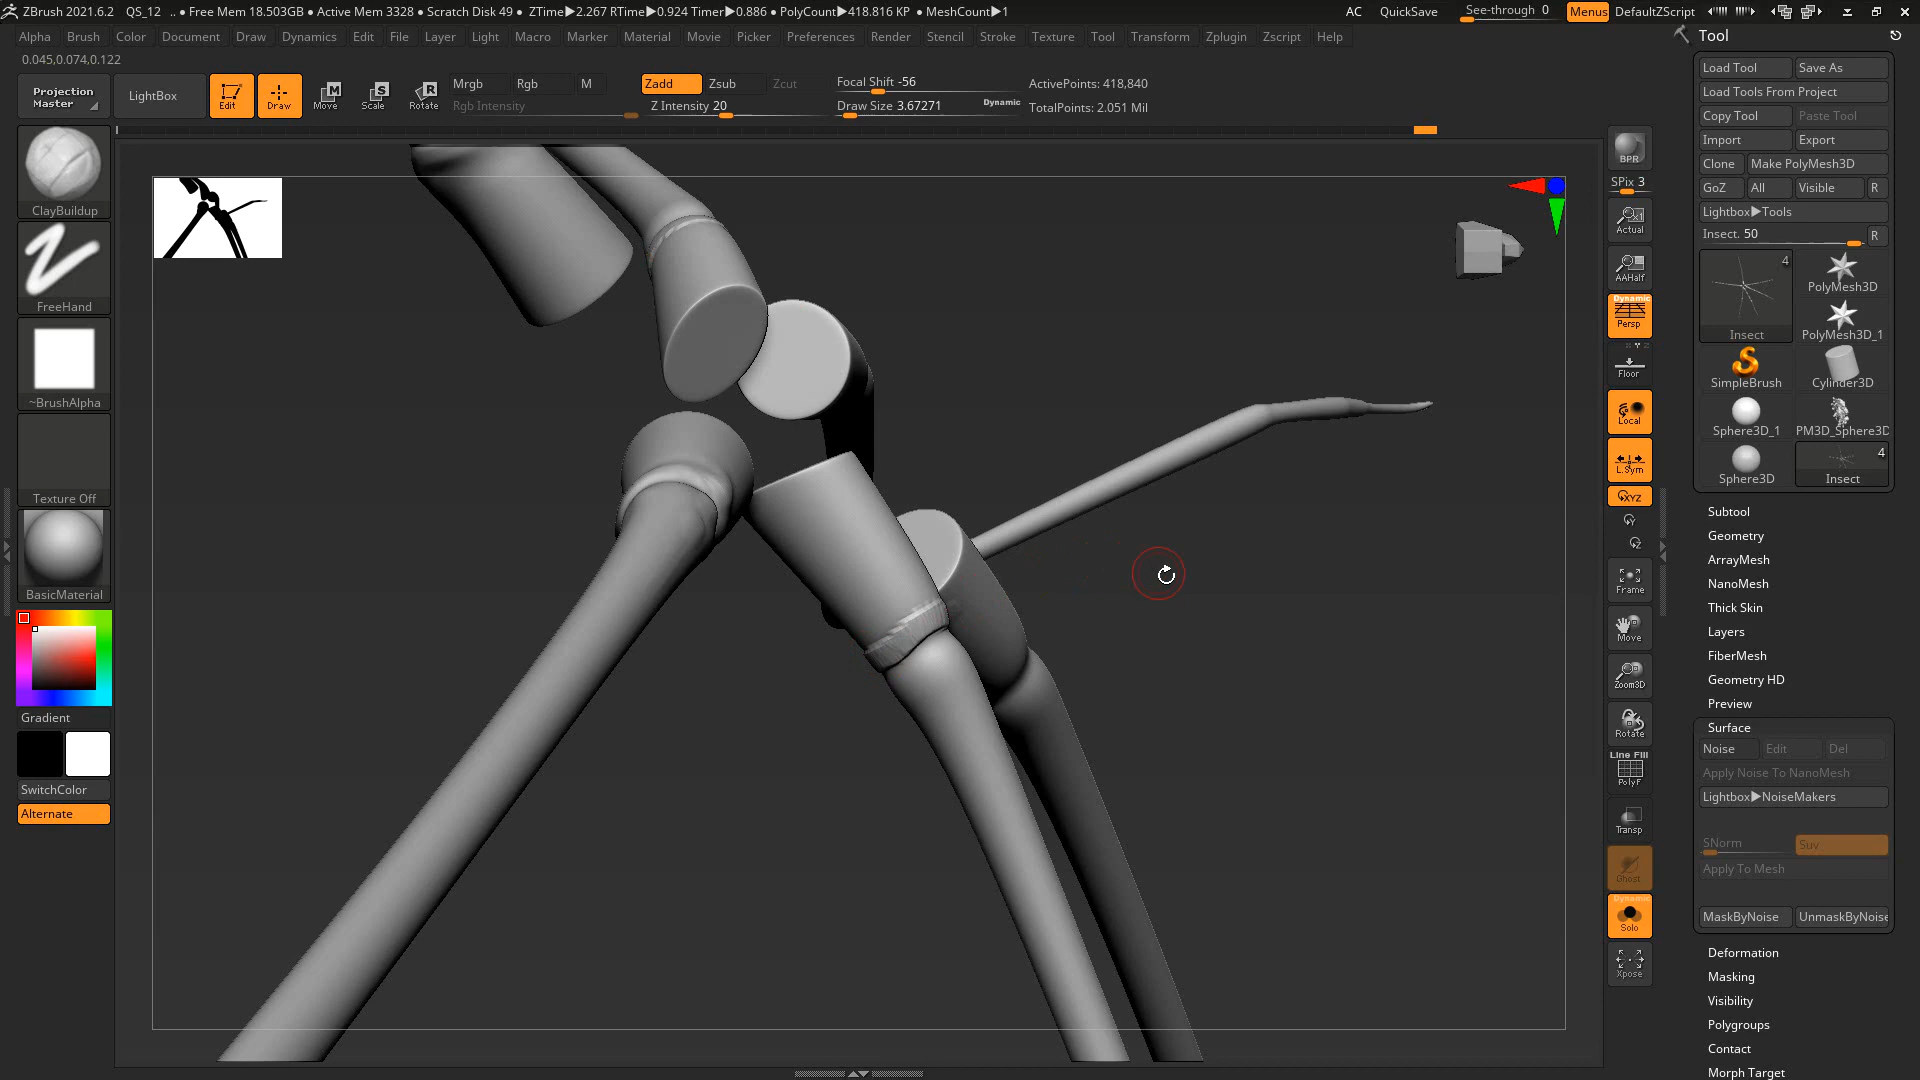 ZBrush 2021.6.2 QS_12 .. ● Free Mem 18.503GB ● Active Mem 3328 ● Scratch Disk 49 ● ZTime▶2.267 RTime▶0.924 Timer▶0.886 ● PolyCount▶418.816 KP ● MeshCount▶1 AC QuickSave See-through 0 Menus DefaultZScript
Alpha Brush Color Document Draw Dynamics Edit File Layer Light Macro Marker Material Movie Picker Preferences Render Stencil Stroke Texture Tool Transform Zplugin Zscript Help
0.045,0.074,0.122
Projection Master
LightBox
Edit
Draw
M
Move
S
Scale
R
Rotate
Mrgb Rgb M
Rgb Intensity
Zadd Zsub Zcut
Z Intensity 20
Focal Shift -56
Draw Size 3.67271 Dynamic
ActivePoints: 418,840
TotalPoints: 2.051 Mil
ClayBuildup
FreeHand
~BrushAlpha
Texture Off
BasicMaterial
Gradient
SwitchColor
Alternate
BPR
SPix 3
Actual
AAHalf
Dynamic
Persp
Floor
Local
L.Sym
XYZ
Y
Z
Frame
Move
Zoom3D
Rotate
Line Fill
PolyF
Transp
Ghost
Dynamic
Solo
Xpose
Tool
Load Tool Save As
Load Tools From Project
Copy Tool Paste Tool
Import Export
Clone Make PolyMesh3D
GoZ All Visible R
Lightbox▶Tools
Insect. 50 R
4
Insect
PolyMesh3D
PolyMesh3D_1
SimpleBrush Cylinder3D
Sphere3D_1 PM3D_Sphere3D
4
Sphere3D Insect
Subtool
Geometry
ArrayMesh
NanoMesh
Thick Skin
Layers
FiberMesh
Geometry HD
Preview
Surface
Noise Edit Del
Apply Noise To NanoMesh
Lightbox▶NoiseMakers
SNorm Suv
Apply To Mesh
MaskByNoise UnmaskByNoise
Deformation
Masking
Visibility
Polygroups
Contact
Morph Target